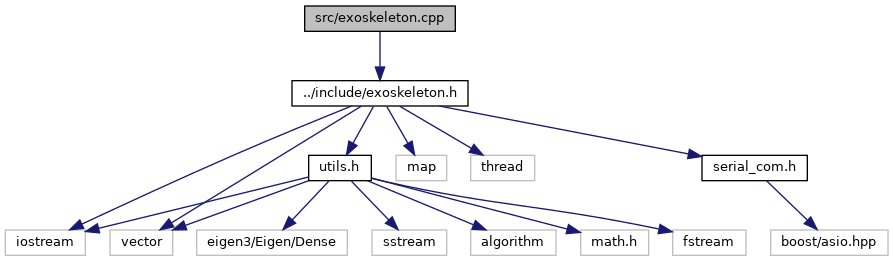 src/exoskeleton.cpp
../include/exoskeleton.h
utils.h
map
thread
serial_com.h
iostream
vector
eigen3/Eigen/Dense
sstream
algorithm
math.h
fstream
boost/asio.hpp